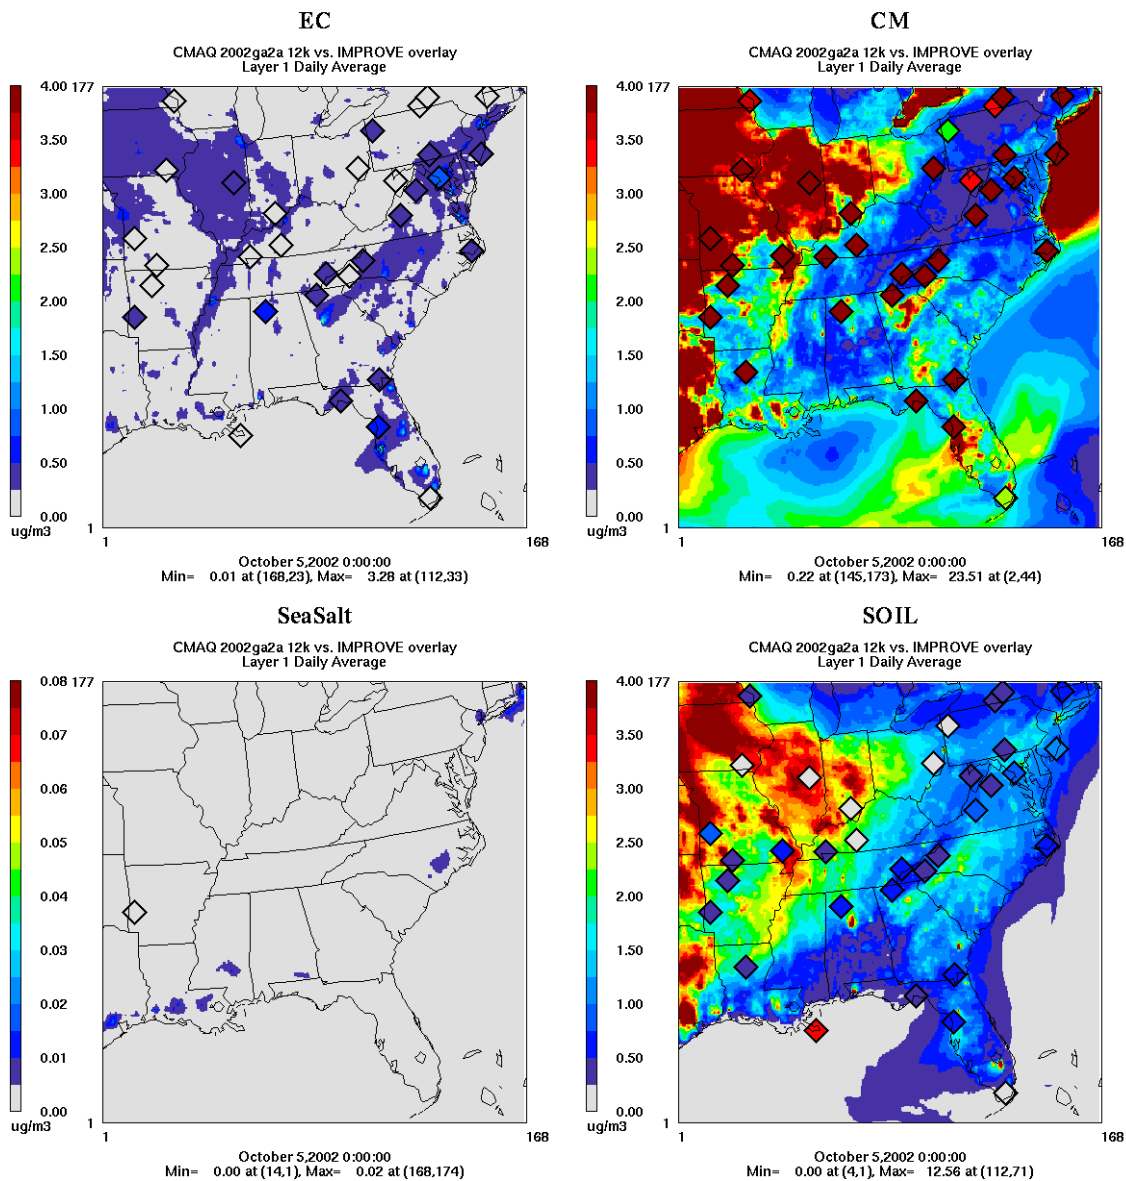 EC
CMAQ 2002ga2a 12k vs. IMPROVE overlay
Layer 1 Daily Average
4.00 177
3.50
3.00
2.50
2.00
1.50
1.00
0.50
0.00
ug/m3
1
1 168
October 5,2002 0:00:00
Min= 0.01 at (168,23), Max= 3.28 at (112,33)
CM
CMAQ 2002ga2a 12k vs. IMPROVE overlay
Layer 1 Daily Average
4.00 177
3.50
3.00
2.50
2.00
1.50
1.00
0.50
0.00
ug/m3
1
1 168
October 5,2002 0:00:00
Min= 0.22 at (145,173), Max= 23.51 at (2,44)
SeaSalt
CMAQ 2002ga2a 12k vs. IMPROVE overlay
Layer 1 Daily Average
0.08 177
0.07
0.06
0.05
0.04
0.03
0.02
0.01
0.00
ug/m3
1
1 168
October 5,2002 0:00:00
Min= 0.00 at (14,1), Max= 0.02 at (168,174)
SOIL
CMAQ 2002ga2a 12k vs. IMPROVE overlay
Layer 1 Daily Average
4.00 177
3.50
3.00
2.50
2.00
1.50
1.00
0.50
0.00
ug/m3
1
1 168
October 5,2002 0:00:00
Min= 0.00 at (4,1), Max= 12.56 at (112,71)